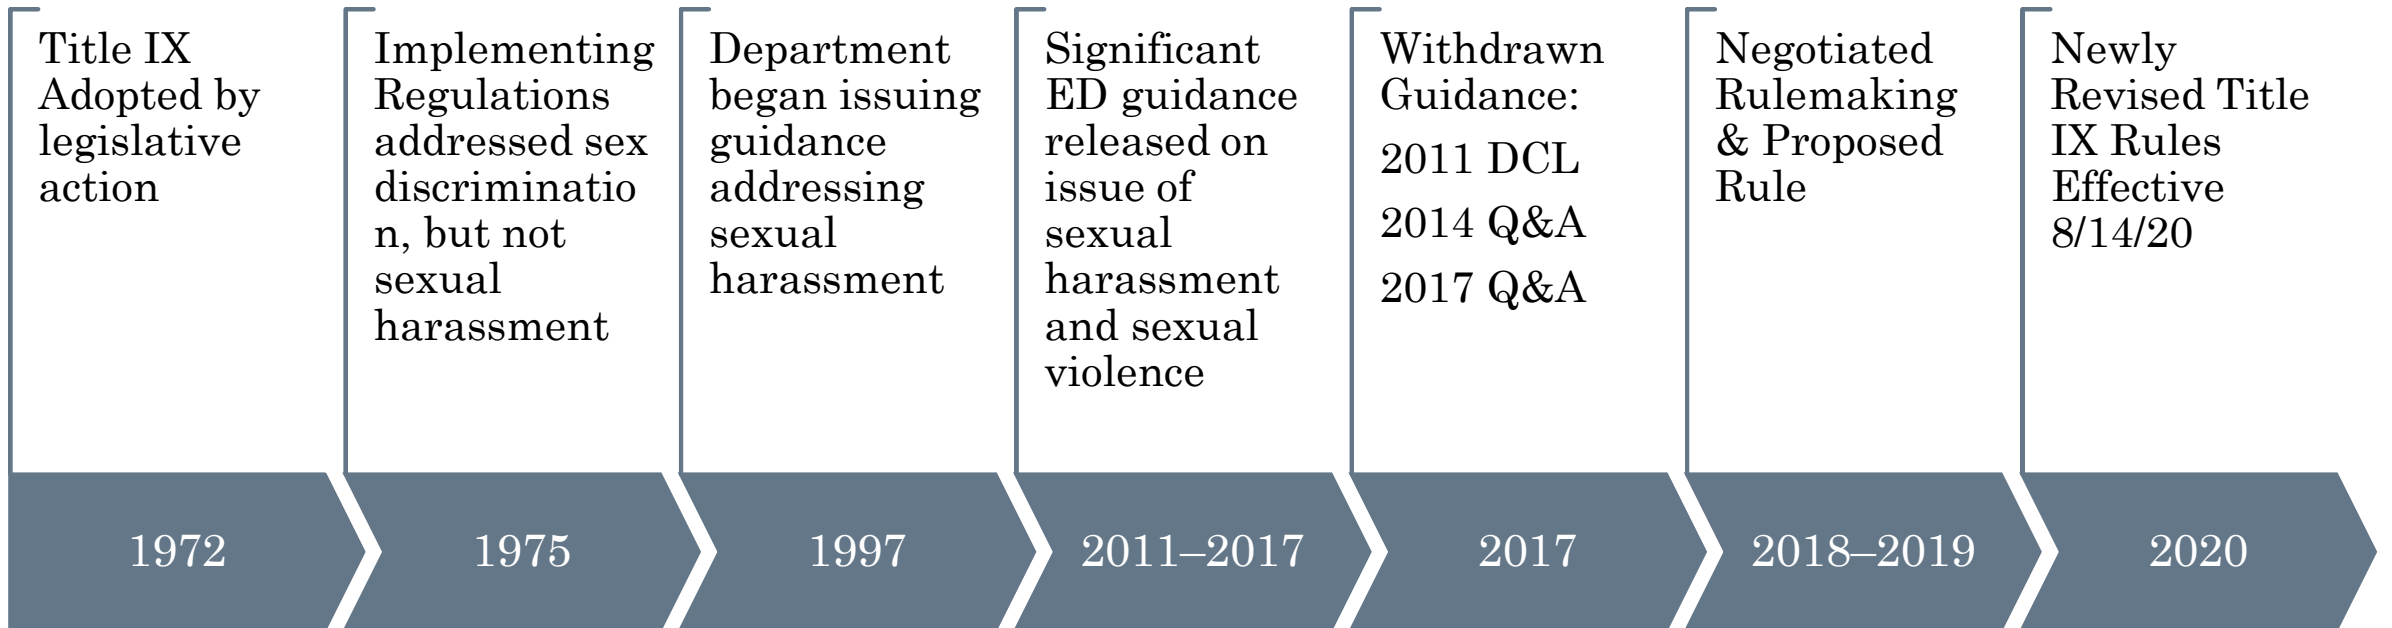 Title IX
Adopted by
legislative
action
Implementing
Regulations
addressed sex
discriminatio
n, but not
sexual
harassment
Department
began issuing
guidance
addressing
sexual
harassment
Significant
ED guidance
released on
issue of
sexual
harassment
and sexual
violence
Withdrawn
Guidance:
2011 DCL
2014 Q&A
2017 Q&A
Negotiated
Rulemaking
& Proposed
Rule
Newly
Revised Title
IX Rules
Effective
8/14/20
1972
1975
1997
2011–2017
2017
2018–2019
2020